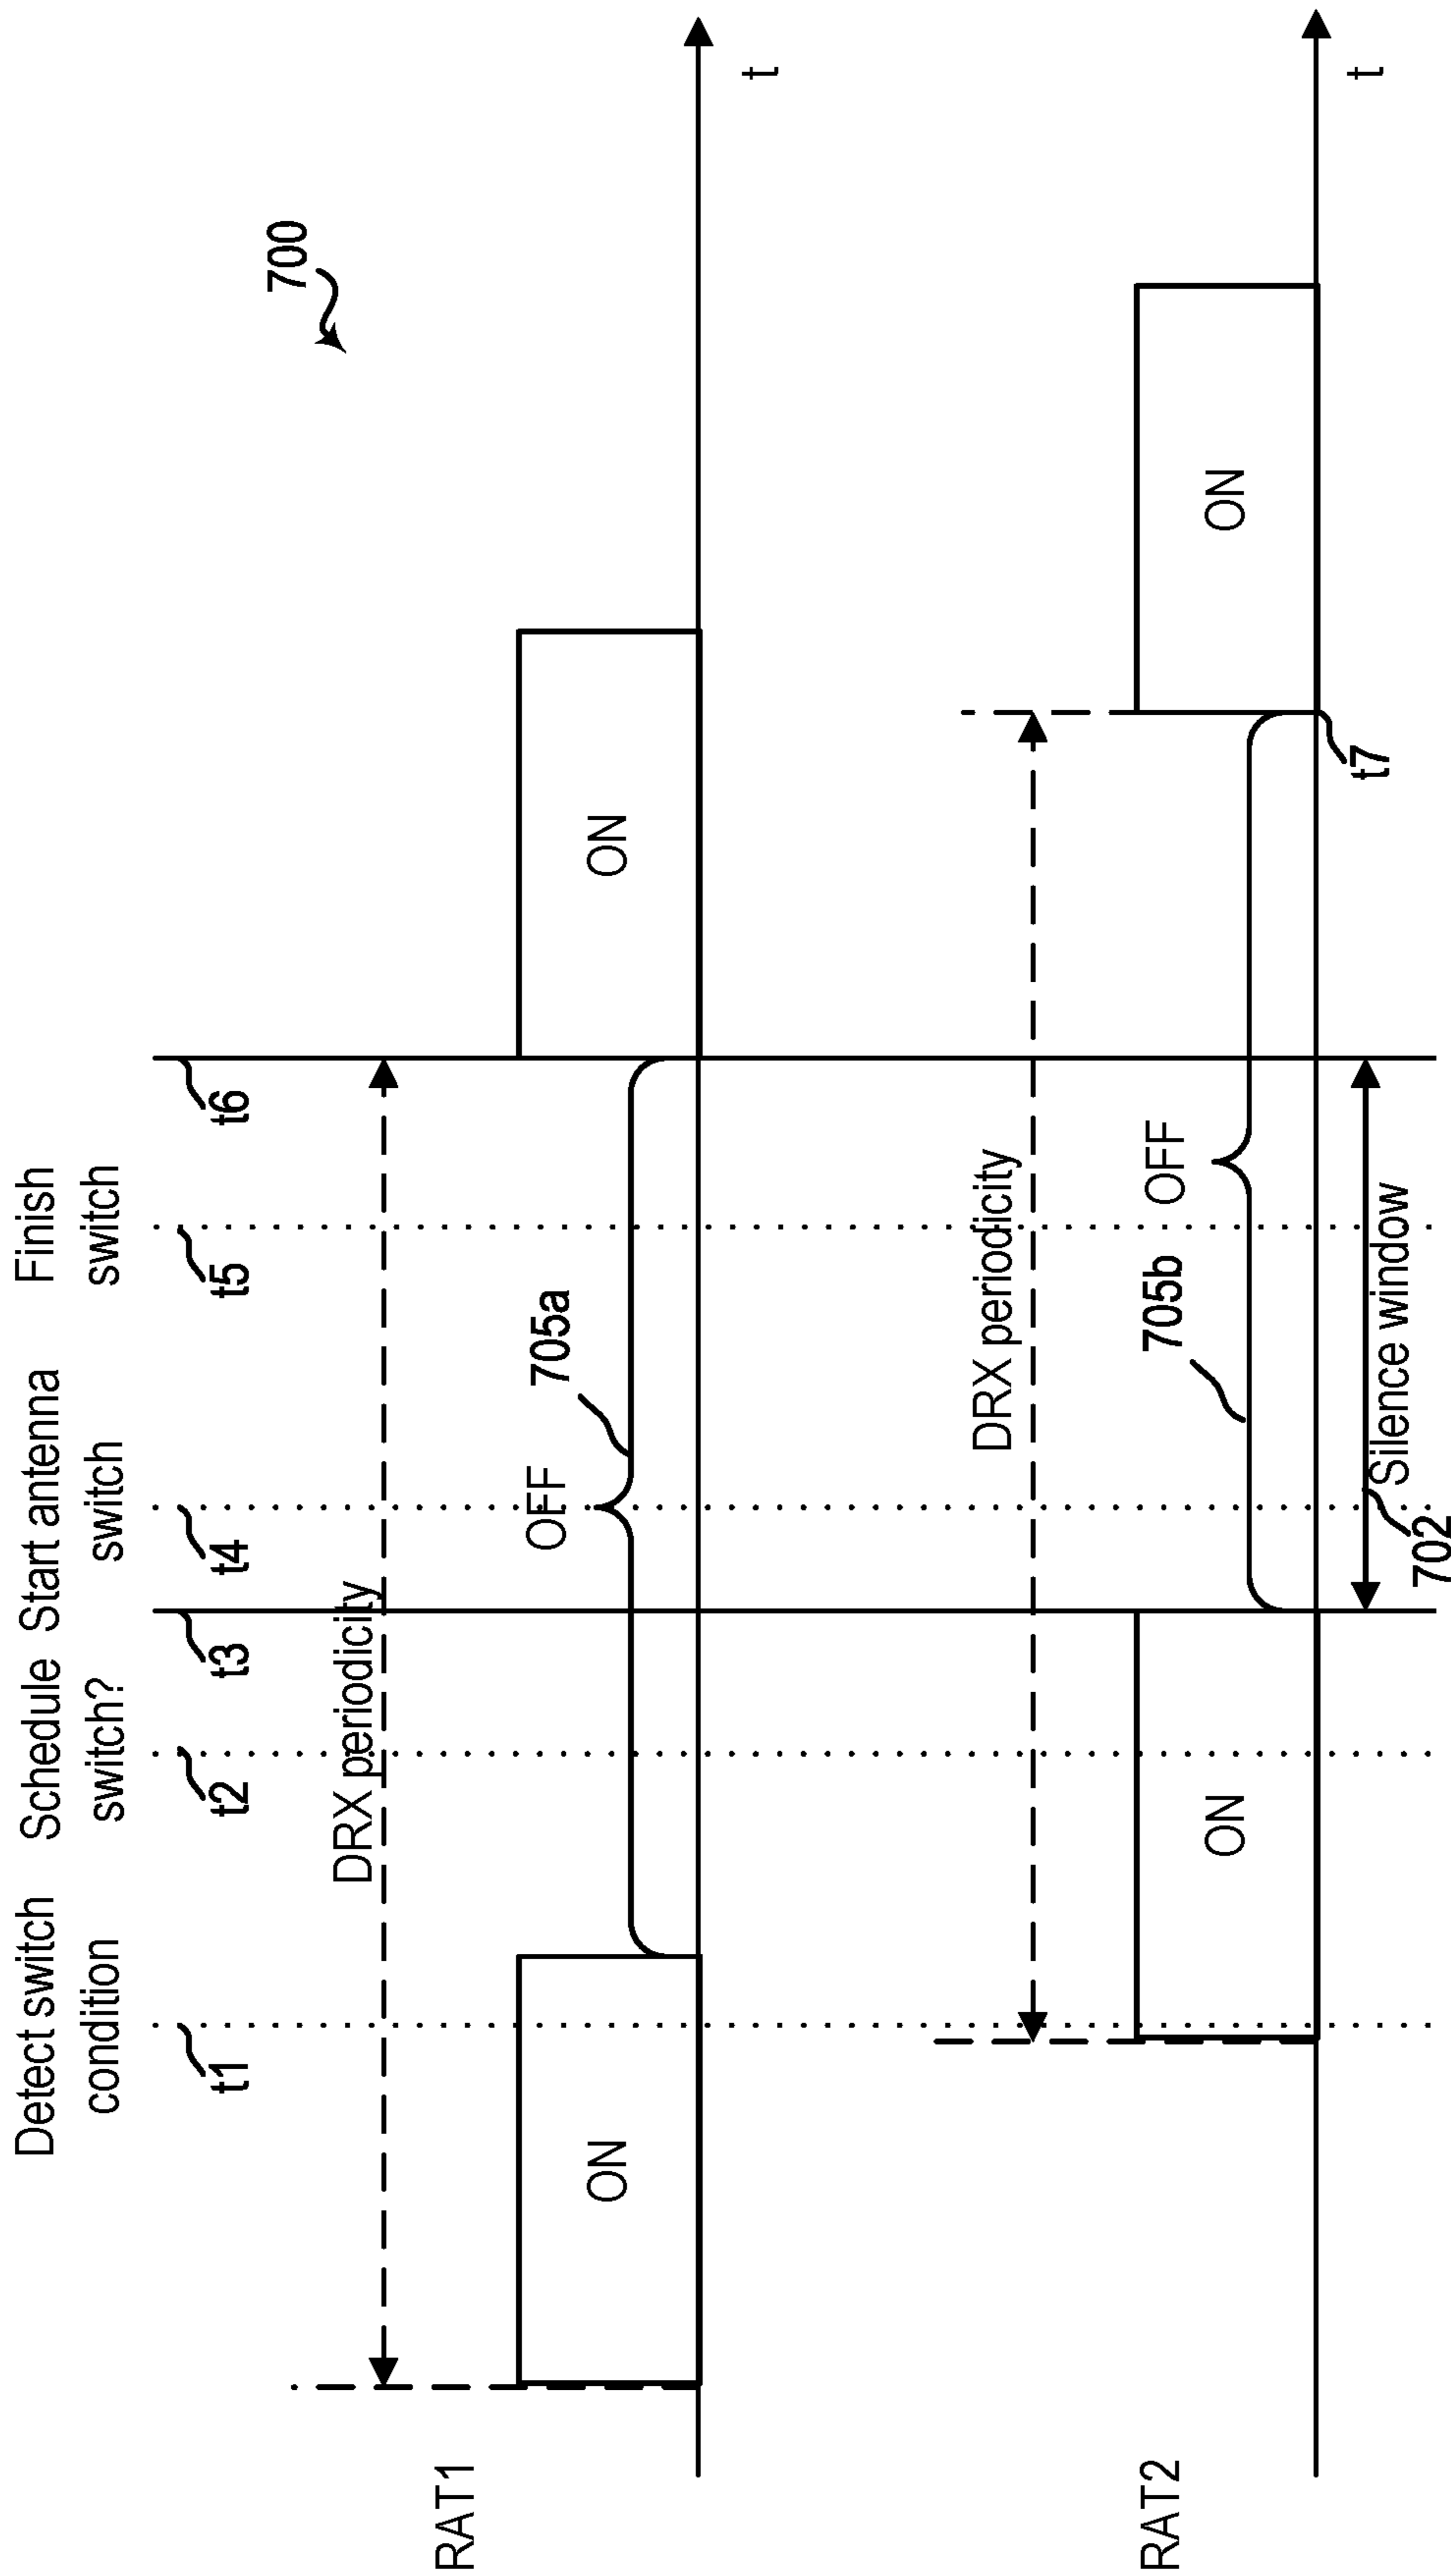 Detect switch
condition
Schedule
switch?
Start antenna
switch
Finish
switch
t1
t2
t3
t4
t5
t6
700
DRX periodicity
RAT1
ON
OFF
705a
ON
t
DRX periodicity
RAT2
ON
OFF
705b
ON
t7
t
Silence window
702